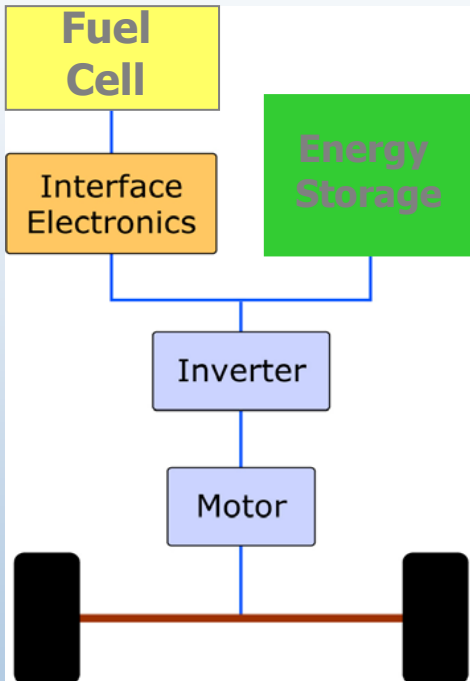 Fuel
Cell
Energy
Storage
Interface
Electronics
Inverter
Motor